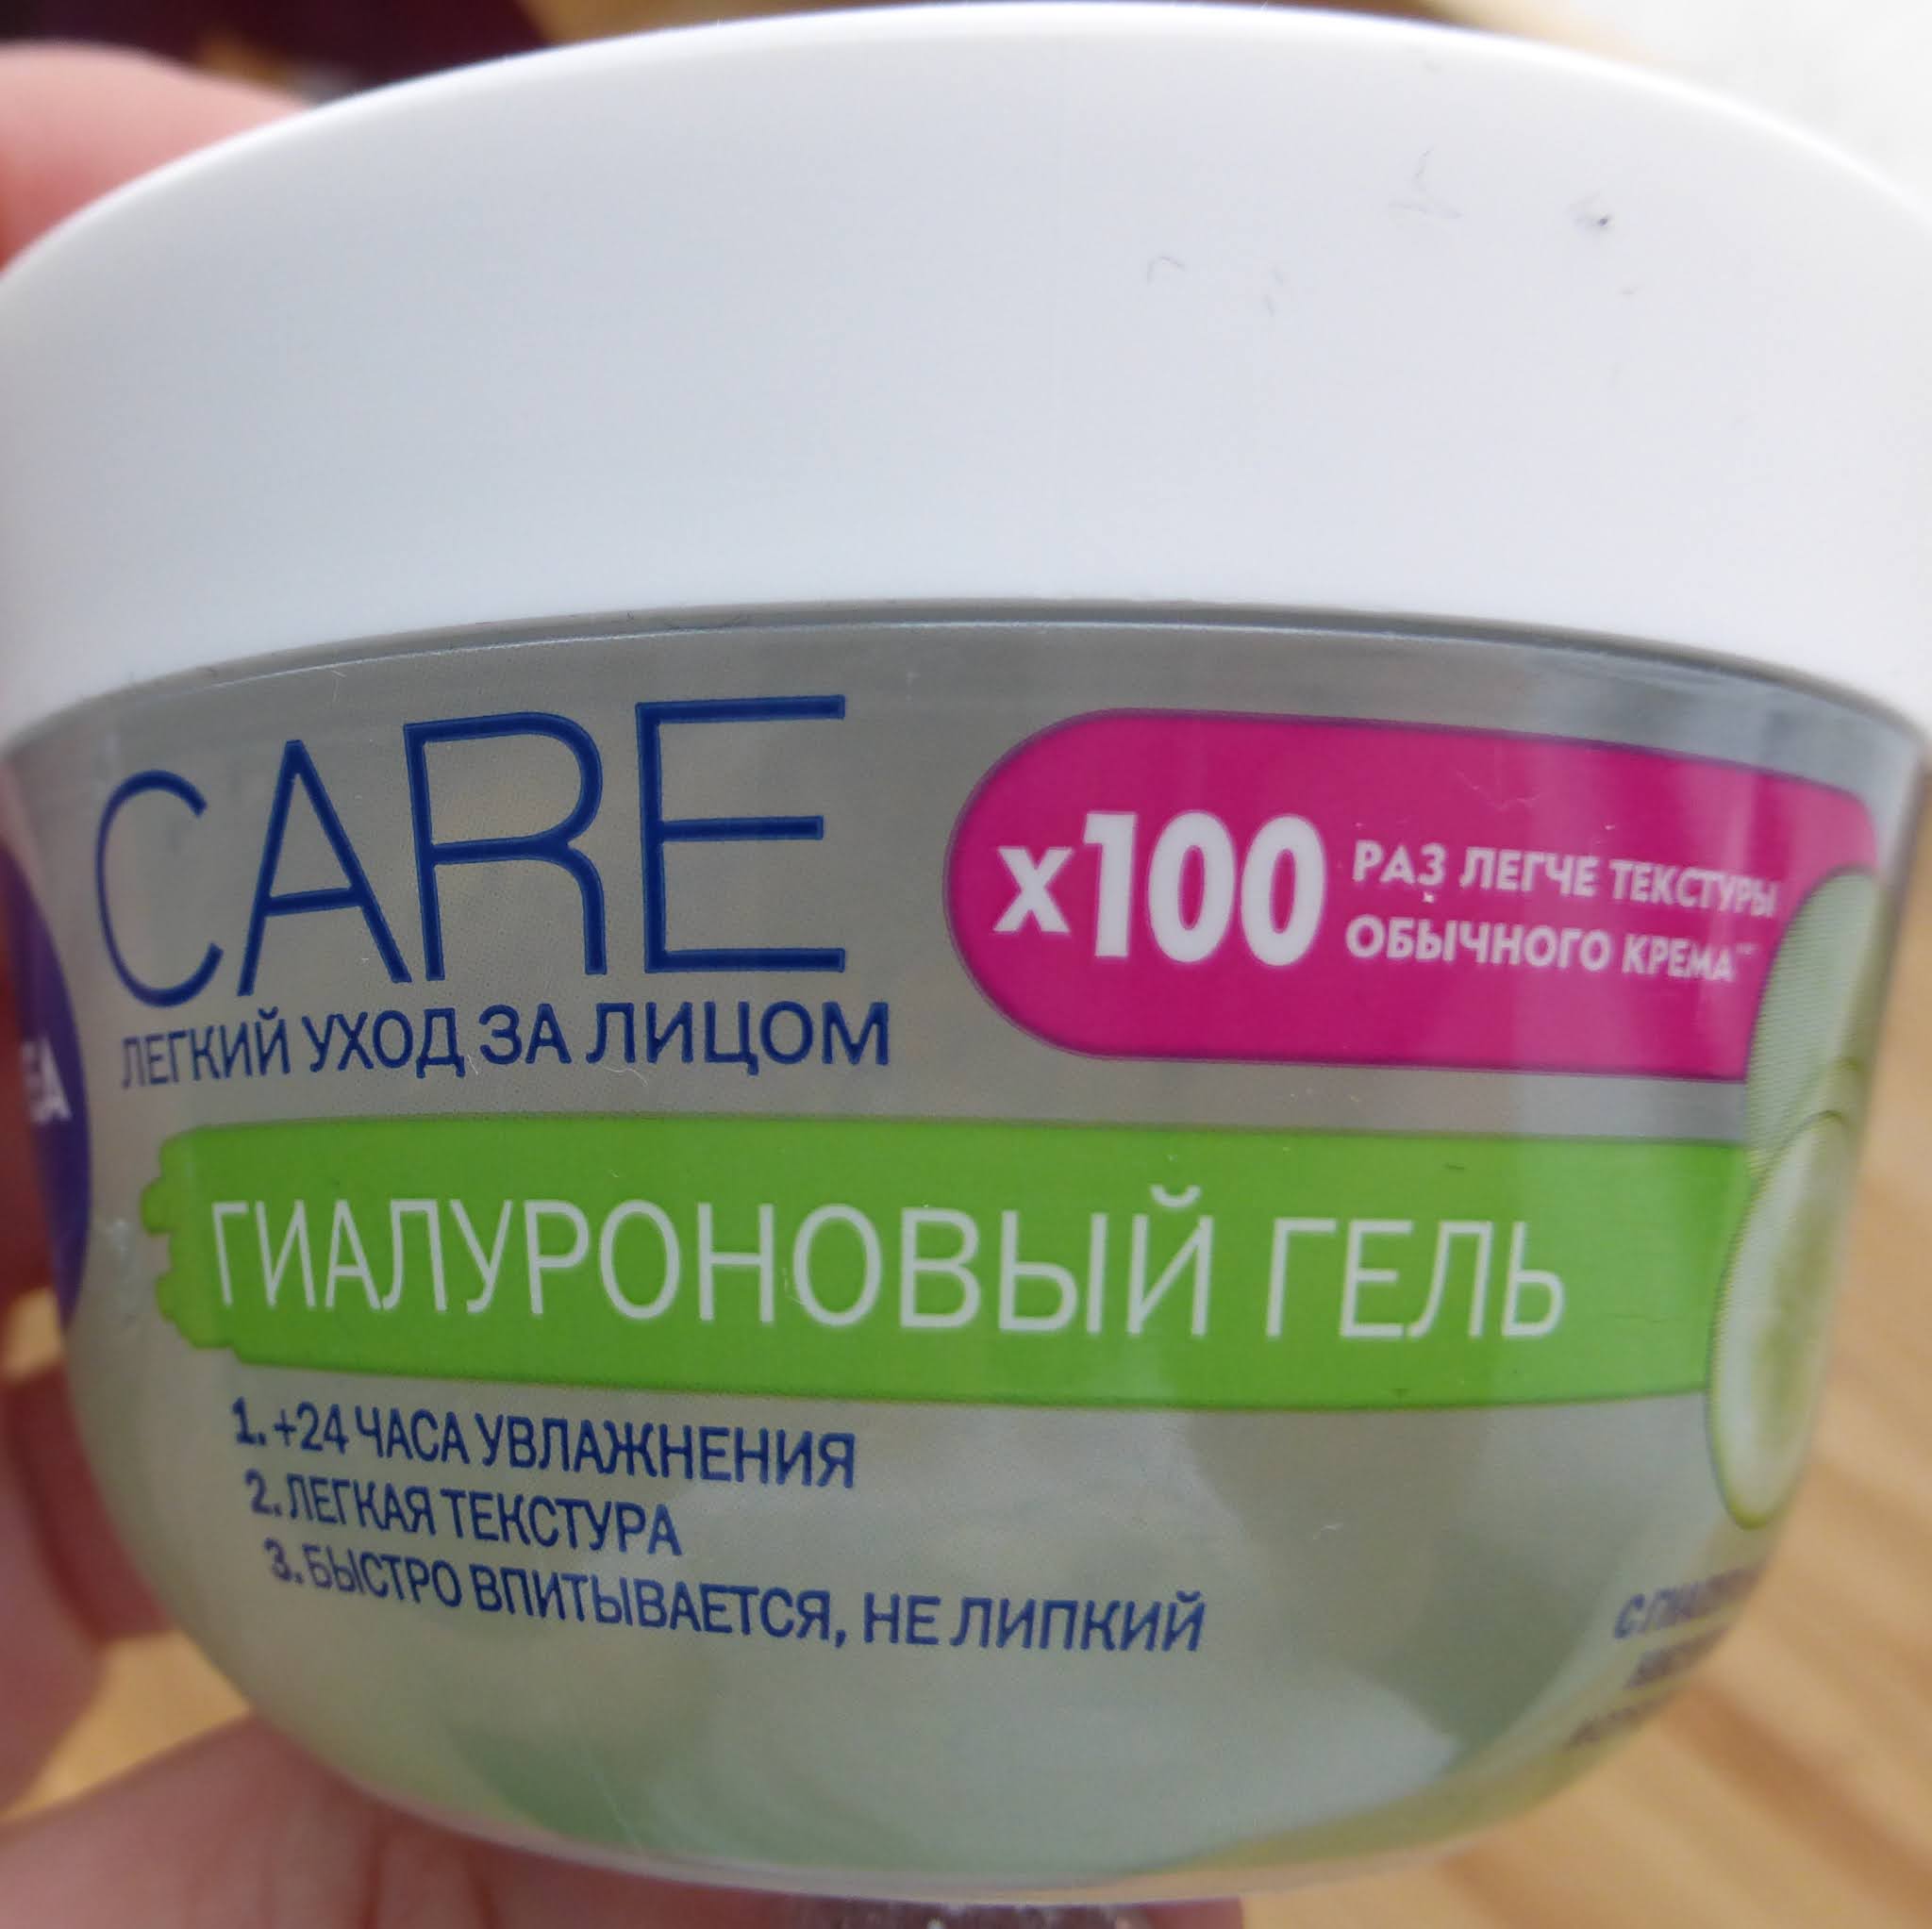 CARE
ЛЕГКИЙ УХОД ЗА ЛИЦОМ
x100 РАЗ ЛЕГЧЕ ТЕКСТУРЫ
ОБЫЧНОГО КРЕМА**
ГИАЛУРОНОВЫЙ ГЕЛЬ
1. +24 ЧАСА УВЛАЖНЕНИЯ
2. ЛЕГКАЯ ТЕКСТУРА
3. БЫСТРО ВПИТЫВАЕТСЯ, НЕ ЛИПКИЙ